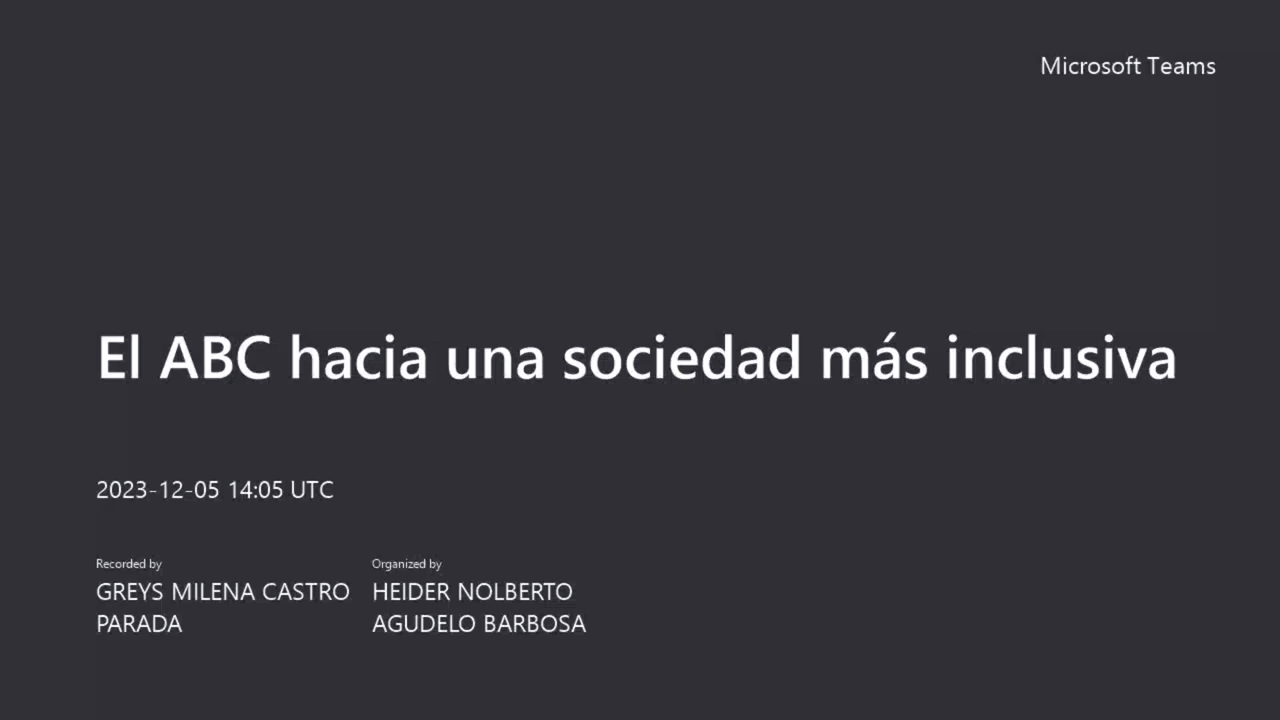 Microsoft Teams
El ABC hacia una sociedad más inclusiva
2023-12-05 14:05 UTC
Recorded by
GREYS MILENA CASTRO
PARADA
Organized by
HEIDER NOLBERTO
AGUDELO BARBOSA